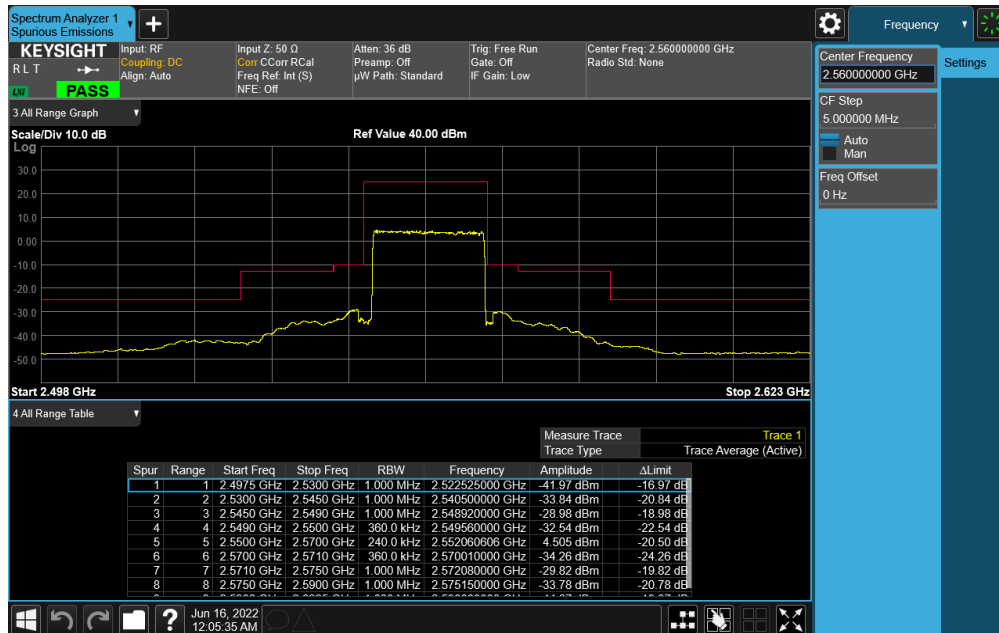 Spectrum Analyzer 1
Spurious Emissions
+
Frequency
KEYSIGHT
R L T
LXI
PASS
Input: RF
Coupling: DC
Align: Auto
Input Z: 50 Ω
Corr CCorr RCal
Freq Ref: Int (S)
NFE: Off
Atten: 36 dB
Preamp: Off
µW Path: Standard
Trig: Free Run
Gate: Off
IF Gain: Low
Center Freq: 2.560000000 GHz
Radio Std: None
Center Frequency
2.560000000 GHz
Settings
CF Step
5.000000 MHz
Auto
Man
Freq Offset
0 Hz
3 All Range Graph
Scale/Div 10.0 dB
Ref Value 40.00 dBm
Log
30.0
20.0
10.0
0.00
-10.0
-20.0
-30.0
-40.0
-50.0
Start 2.498 GHz
Stop 2.623 GHz
4 All Range Table
Measure Trace Trace 1
Trace Type Trace Average (Active)
Spur Range Start Freq Stop Freq RBW Frequency Amplitude ΔLimit
1 1 2.4975 GHz 2.5300 GHz 1.000 MHz 2.522525000 GHz -41.97 dBm -16.97 dB
2 2 2.5300 GHz 2.5450 GHz 1.000 MHz 2.540500000 GHz -33.84 dBm -20.84 dB
3 3 2.5450 GHz 2.5490 GHz 1.000 MHz 2.548920000 GHz -28.98 dBm -18.98 dB
4 4 2.5490 GHz 2.5500 GHz 360.0 kHz 2.549560000 GHz -32.54 dBm -22.54 dB
5 5 2.5500 GHz 2.5700 GHz 240.0 kHz 2.552060606 GHz 4.505 dBm -20.50 dB
6 6 2.5700 GHz 2.5710 GHz 360.0 kHz 2.570010000 GHz -34.26 dBm -24.26 dB
7 7 2.5710 GHz 2.5750 GHz 1.000 MHz 2.572080000 GHz -29.82 dBm -19.82 dB
8 8 2.5750 GHz 2.5900 GHz 1.000 MHz 2.575150000 GHz -33.78 dBm -20.78 dB
?
Jun 16, 2022
12:05:35 AM